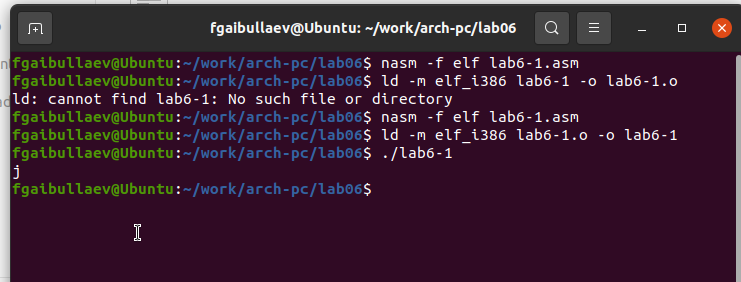 fgaibullaev@Ubuntu: ~/work/arch-pc/lab06
fgaibullaev@Ubuntu:~/work/arch-pc/lab06$ nasm -f elf lab6-1.asm
fgaibullaev@Ubuntu:~/work/arch-pc/lab06$ ld -m elf_i386 lab6-1 -o lab6-1.o
ld: cannot find lab6-1: No such file or directory
fgaibullaev@Ubuntu:~/work/arch-pc/lab06$ nasm -f elf lab6-1.asm
fgaibullaev@Ubuntu:~/work/arch-pc/lab06$ ld -m elf_i386 lab6-1.o -o lab6-1
fgaibullaev@Ubuntu:~/work/arch-pc/lab06$ ./lab6-1
j
fgaibullaev@Ubuntu:~/work/arch-pc/lab06$